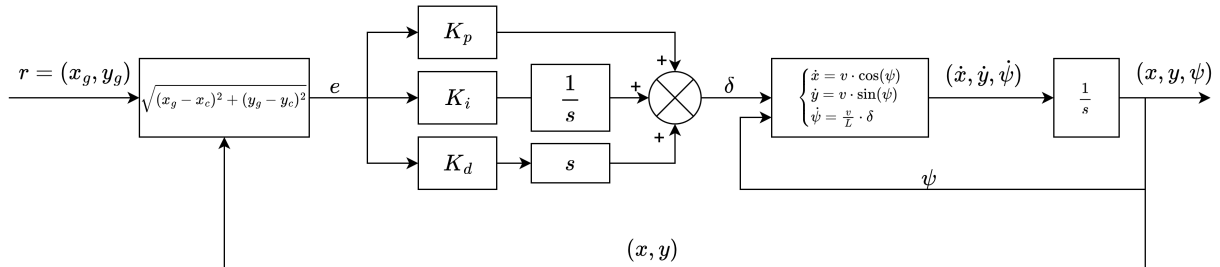 r = (x_g, y_g)
√((x_g − x_c)² + (y_g − y_c)²)
e
K_p
K_i
1/s
K_d
s
+
+
+
δ
{ẋ = v · cos(ψ)
ẏ = v · sin(ψ)
ψ̇ = v/L · δ
(ẋ, ẏ, ψ̇)
1/s
(x, y, ψ)
ψ
(x, y)